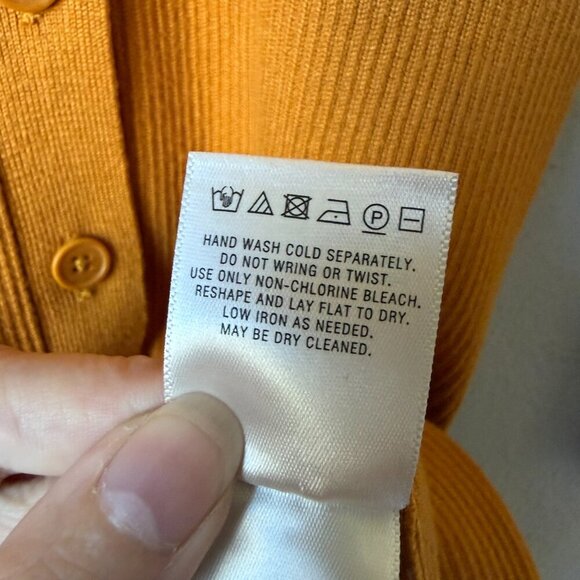 P
HAND WASH COLD SEPARATELY.
DO NOT WRING OR TWIST.
USE ONLY NON-CHLORINE BLEACH.
RESHAPE AND LAY FLAT TO DRY.
LOW IRON AS NEEDED.
MAY BE DRY CLEANED.